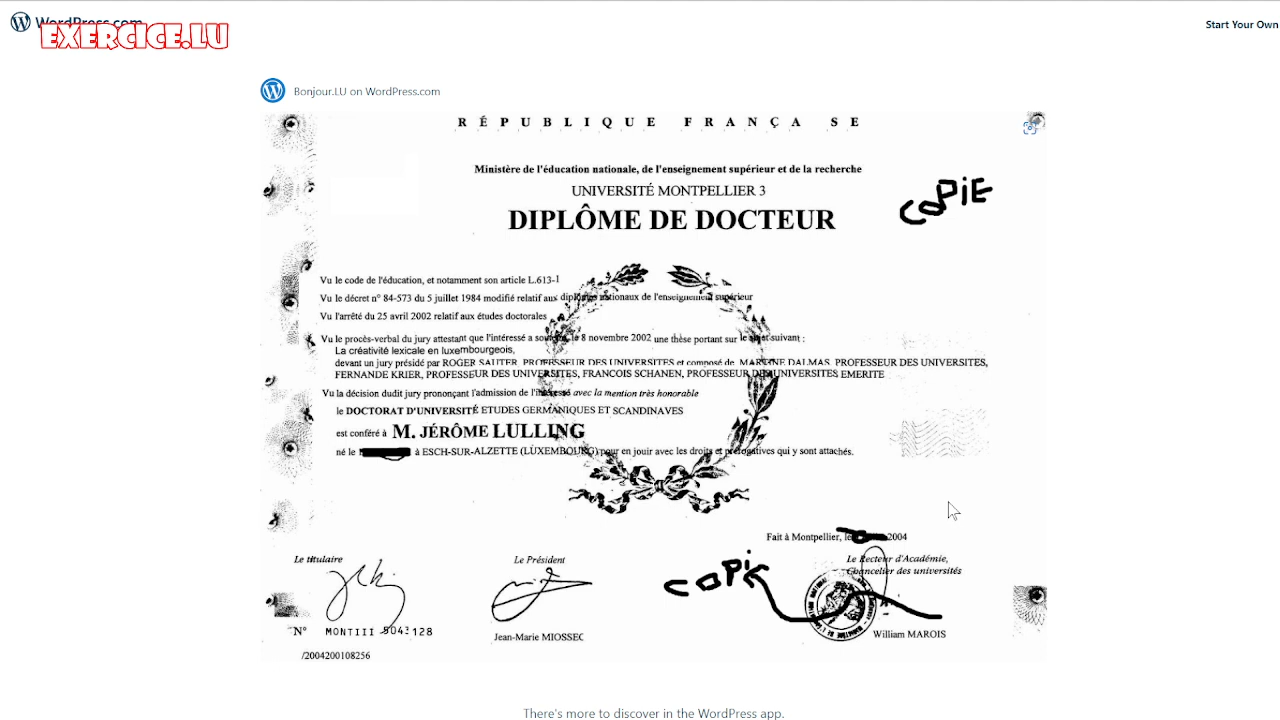 WordPress.com
EXERCICE.LU
Start Your Own
Bonjour.LU on WordPress.com
RÉPUBLIQUE FRANÇA SE
Ministère de l'éducation nationale, de l'enseignement supérieur et de la recherche
UNIVERSITÉ MONTPELLIER 3
COPIE
DIPLÔME DE DOCTEUR
Vu le code de l'éducation, et notamment son article L.613-1
Vu le décret n° 84-573 du 5 juillet 1984 modifié relatif aux diplômes nationaux de l'enseignement supérieur
Vu l'arrêté du 25 avril 2002 relatif aux études doctorales
Vu le procès-verbal du jury attestant que l'intéressé a soutenu le 8 novembre 2002 une thèse portant sur le sujet suivant :
La créativité lexicale en luxembourgeois,
devant un jury présidé par ROGER SAUTER, PROFESSEUR DES UNIVERSITES et composé de MARTINE DALMAS, PROFESSEUR DES UNIVERSITES,
FERNANDE KRIER, PROFESSEUR DES UNIVERSITES, FRANCOIS SCHANEN, PROFESSEUR DES UNIVERSITES EMERITE
Vu la décision dudit jury prononçant l'admission de l'intéressé avec la mention très honorable
le DOCTORAT D'UNIVERSITÉ ETUDES GERMANIQUES ET SCANDINAVES
est conféré à M. JÉRÔME LULLING
né le à ESCH-SUR-ALZETTE (LUXEMBOURG) pour en jouir avec les droits et prérogatives qui y sont attachés.
Fait à Montpellier, le 2004
Le titulaire
Le Président
COPIE
Le Recteur d'Académie,
Chancelier des universités
N° MONTIII 5043128
Jean-Marie MIOSSEC
William MAROIS
/2004200108256
There's more to discover in the WordPress app.